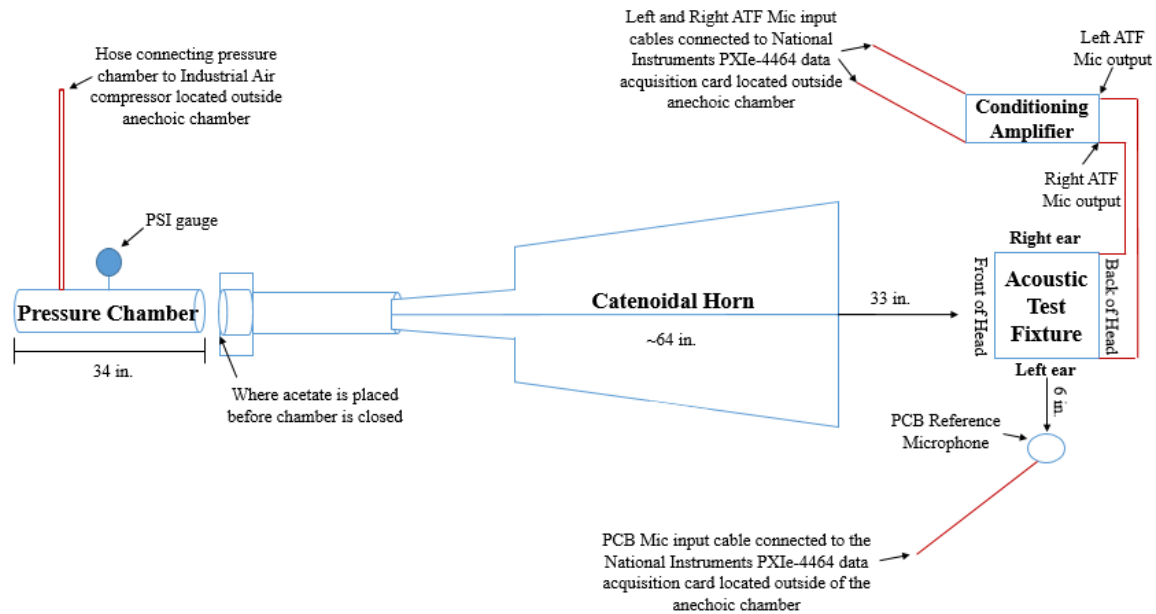 Hose connecting pressure
chamber to Industrial Air
compressor located outside
anechoic chamber
PSI gauge
Pressure Chamber
34 in.
Where acetate is placed
before chamber is closed
Catenoidal Horn
~64 in.
33 in.
Left and Right ATF Mic input
cables connected to National
Instruments PXIe-4464 data
acquisition card located outside
anechoic chamber
Left ATF
Mic output
Conditioning
Amplifier
Right ATF
Mic output
Right ear
Front of Head
Acoustic
Test
Fixture
Back of Head
Left ear
6 in.
PCB Reference
Microphone
PCB Mic input cable connected to the
National Instruments PXIe-4464 data
acquisition card located outside of the
anechoic chamber